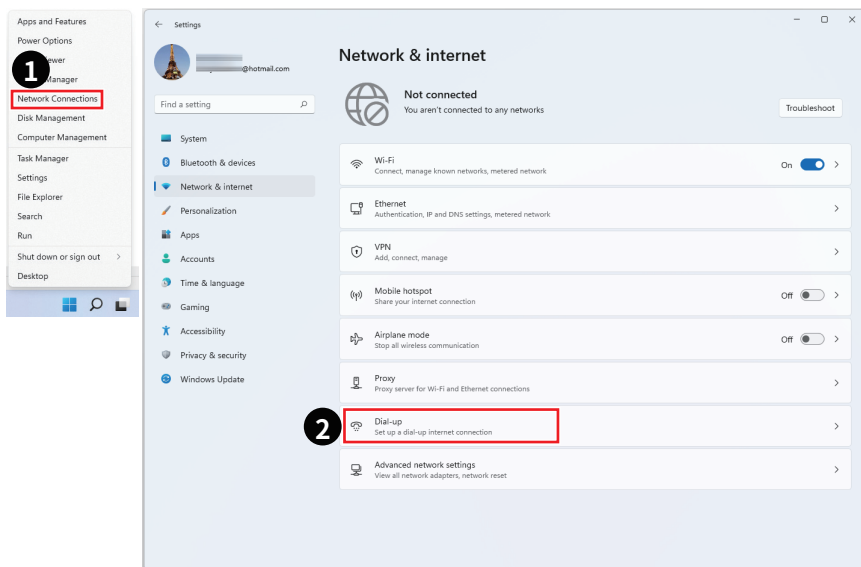 Apps and Features
Power Options
ewer
Manager
1
Network Connections
Disk Management
Computer Management
Task Manager
Settings
File Explorer
Search
Run
Shut down or sign out
Desktop
Settings
@hotmail.com
Find a setting
System
Bluetooth & devices
Network & internet
Personalization
Apps
Accounts
Time & language
Gaming
Accessibility
Privacy & security
Windows Update
Network & internet
Not connected
You aren't connected to any networks
Troubleshoot
Wi-Fi
Connect, manage known networks, metered network
On
Ethernet
Authentication, IP and DNS settings, metered network
VPN
Add, connect, manage
Mobile hotspot
Share your internet connection
Off
Airplane mode
Stop all wireless communication
Off
Proxy
Proxy server for Wi-Fi and Ethernet connections
2
Dial-up
Set up a dial-up internet connection
Advanced network settings
View all network adapters, network reset